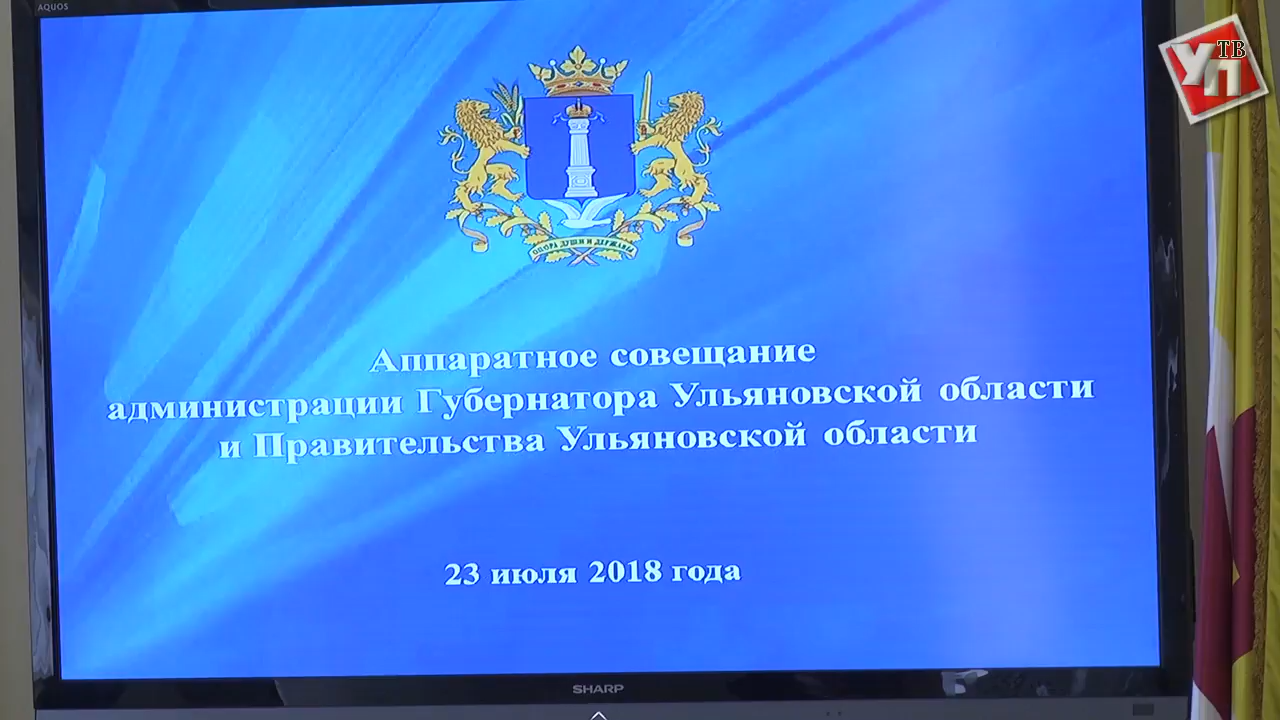 AQUOS
УП ТВ
ОПОРА ДУШИ И ДЕРЖАВЫ
Аппаратное совещание
администрации Губернатора Ульяновской области
и Правительства Ульяновской области
23 июля 2018 года
SHARP